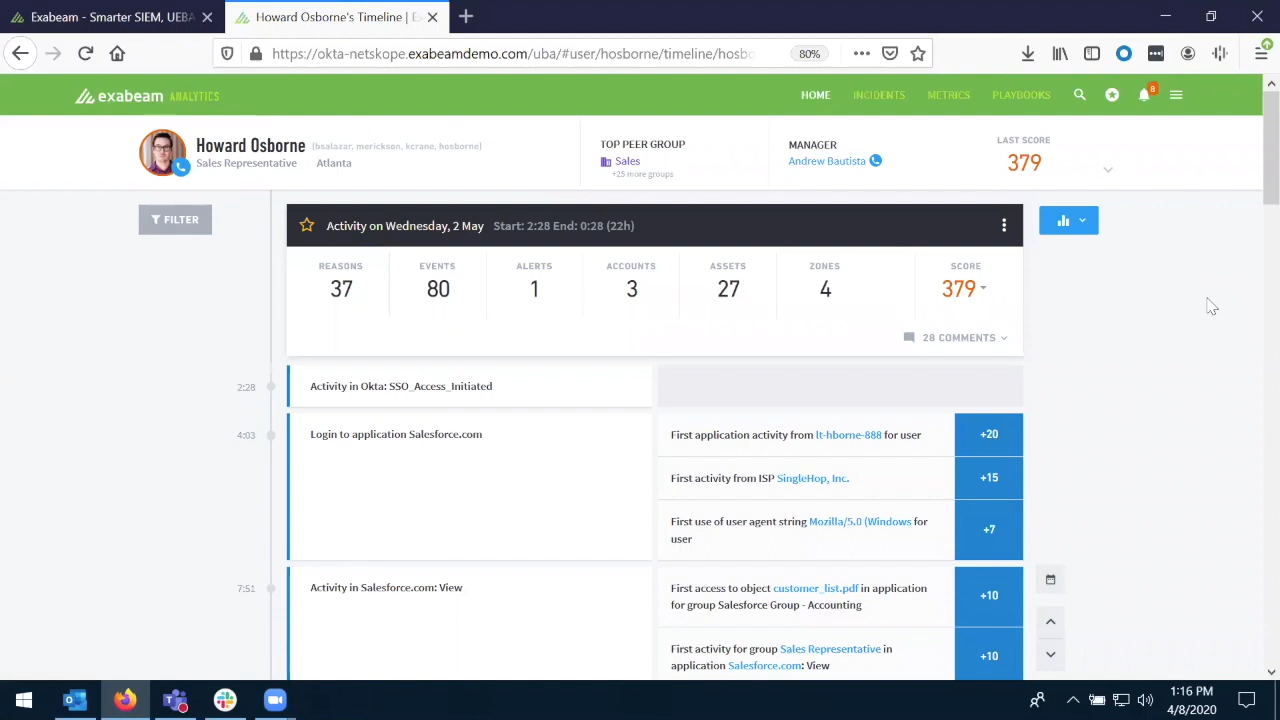 Exabeam - Smarter SIEM, UEBA
Howard Osborne's Timeline | E
https://okta-netskope.exabeamdemo.com/uba/#user/hosborne/timeline/hosbo
80%
exabeam ANALYTICS
HOME
INCIDENTS
METRICS
PLAYBOOKS
8
Howard Osborne [bsalazar, merickson, kcrane, hosborne]
Sales Representative Atlanta
TOP PEER GROUP
Sales
+25 more groups
MANAGER
Andrew Bautista
LAST SCORE
379
FILTER
Activity on Wednesday, 2 May Start: 2:28 End: 0:28 (22h)
REASONS
37
EVENTS
80
ALERTS
1
ACCOUNTS
3
ASSETS
27
ZONES
4
SCORE
379
28 COMMENTS
2:28
Activity in Okta: SSO_Access_Initiated
4:03
Login to application Salesforce.com
First application activity from lt-hborne-888 for user
+20
First activity from ISP SingleHop, Inc.
+15
First use of user agent string Mozilla/5.0 (Windows for
user
+7
7:51
Activity in Salesforce.com: View
First access to object customer_list.pdf in application
for group Salesforce Group - Accounting
+10
First activity for group Sales Representative in
application Salesforce.com: View
+10
1:16 PM
4/8/2020